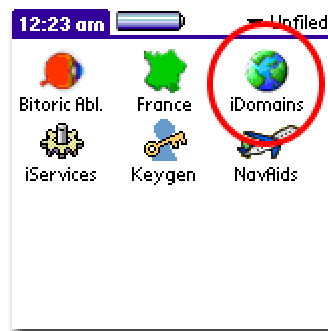 12:23 am Unfiled
Bitoric Abl. France iDomains
iServices Keygen NavAids